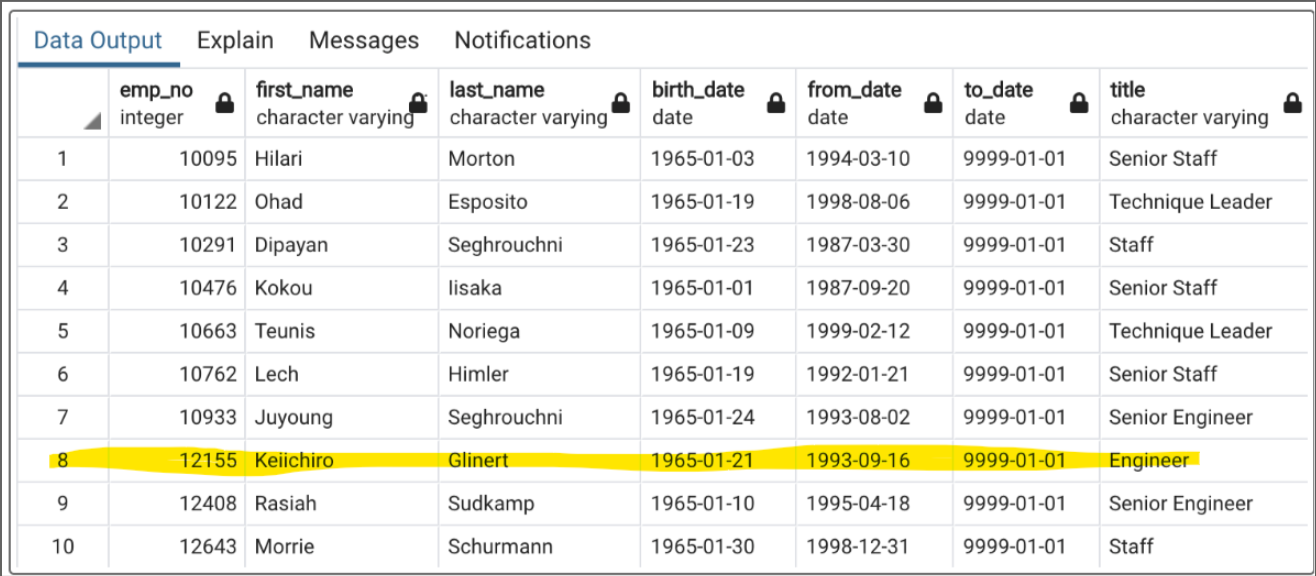 Data Output Explain Messages Notifications
emp_no first_name last_name birth_date from_date to_date title
integer character varying character varying date date date character varying
1 10095 Hilari Morton 1965-01-03 1994-03-10 9999-01-01 Senior Staff
2 10122 Ohad Esposito 1965-01-19 1998-08-06 9999-01-01 Technique Leader
3 10291 Dipayan Seghrouchni 1965-01-23 1987-03-30 9999-01-01 Staff
4 10476 Kokou Iisaka 1965-01-01 1987-09-20 9999-01-01 Senior Staff
5 10663 Teunis Noriega 1965-01-09 1999-02-12 9999-01-01 Technique Leader
6 10762 Lech Himler 1965-01-19 1992-01-21 9999-01-01 Senior Staff
7 10933 Juyoung Seghrouchni 1965-01-24 1993-08-02 9999-01-01 Senior Engineer
8 12155 Keiichiro Glinert 1965-01-21 1993-09-16 9999-01-01 Engineer
9 12408 Rasiah Sudkamp 1965-01-10 1995-04-18 9999-01-01 Senior Engineer
10 12643 Morrie Schurmann 1965-01-30 1998-12-31 9999-01-01 Staff